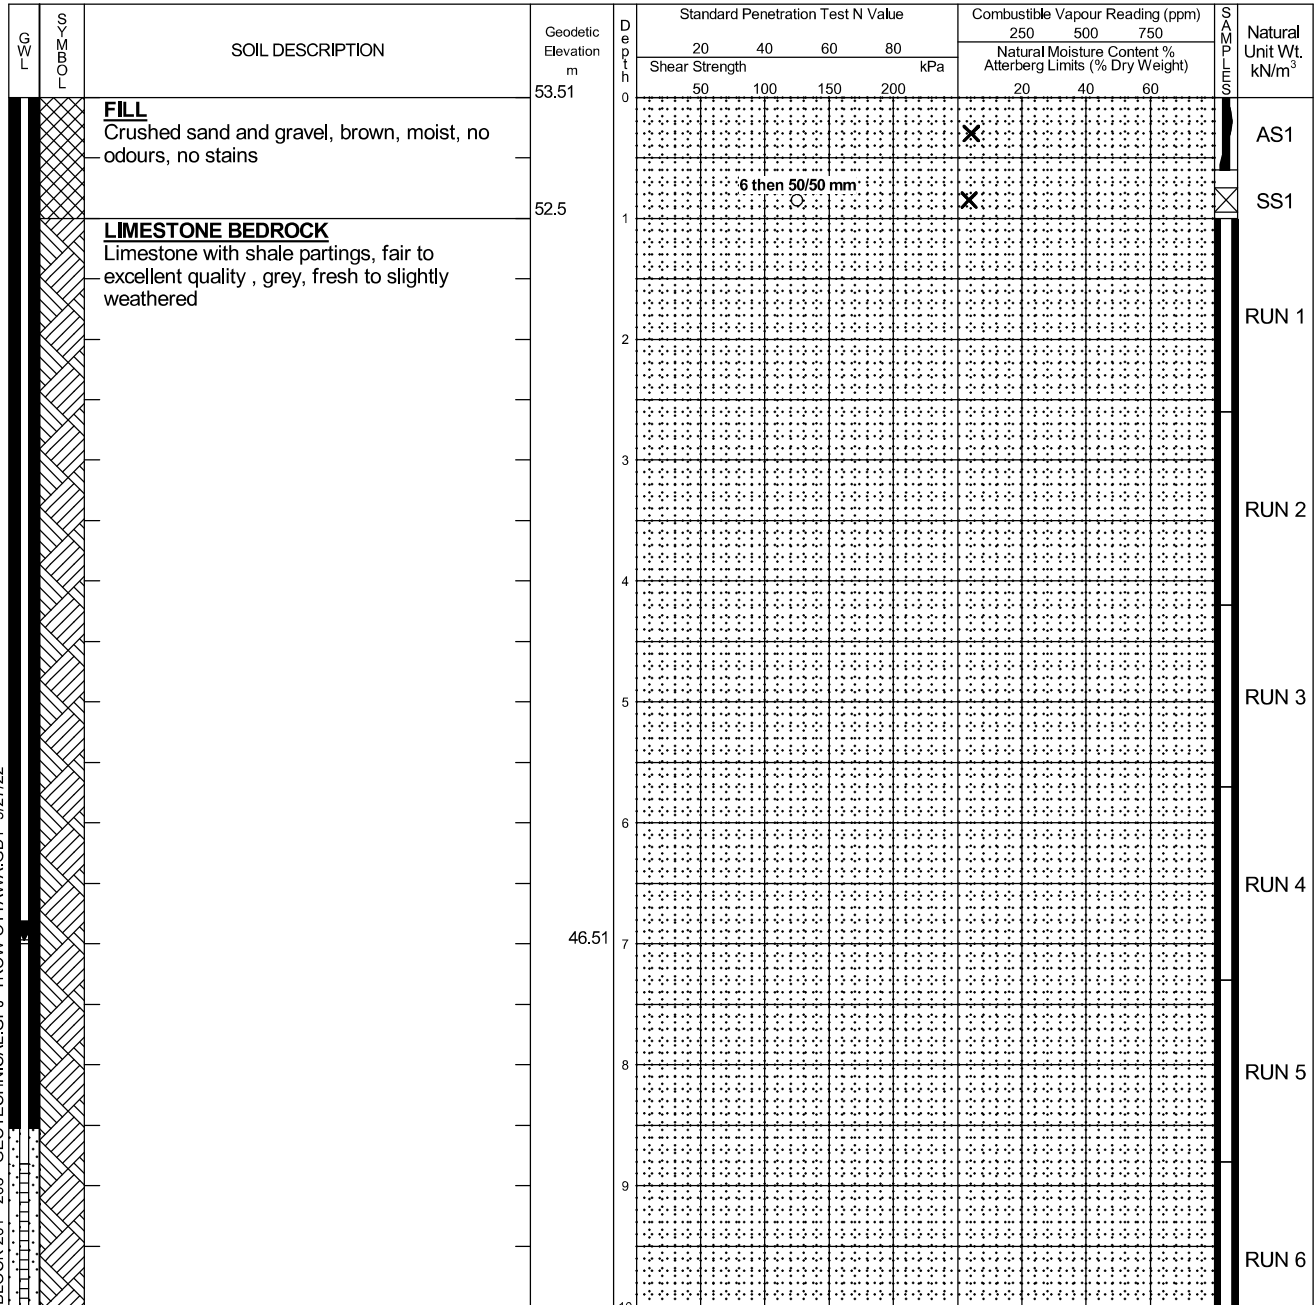 GWL
SYMBOL
SOIL DESCRIPTION
Geodetic
Elevation
m
Depth
Standard Penetration Test N Value
20 40 60 80
Shear Strength kPa
50 100 150 200
Combustible Vapour Reading (ppm)
250 500 750
Natural Moisture Content %
Atterberg Limits (% Dry Weight)
20 40 60
SAMPLES
Natural
Unit Wt.
kN/m³
53.51
0
FILL
Crushed sand and gravel, brown, moist, no
odours, no stains
AS1
6 then 50/50 mm
SS1
52.5
1
LIMESTONE BEDROCK
Limestone with shale partings, fair to
excellent quality , grey, fresh to slightly
weathered
RUN 1
2
3
RUN 2
4
5
RUN 3
6
RUN 4
46.51
7
8
RUN 5
9
RUN 6